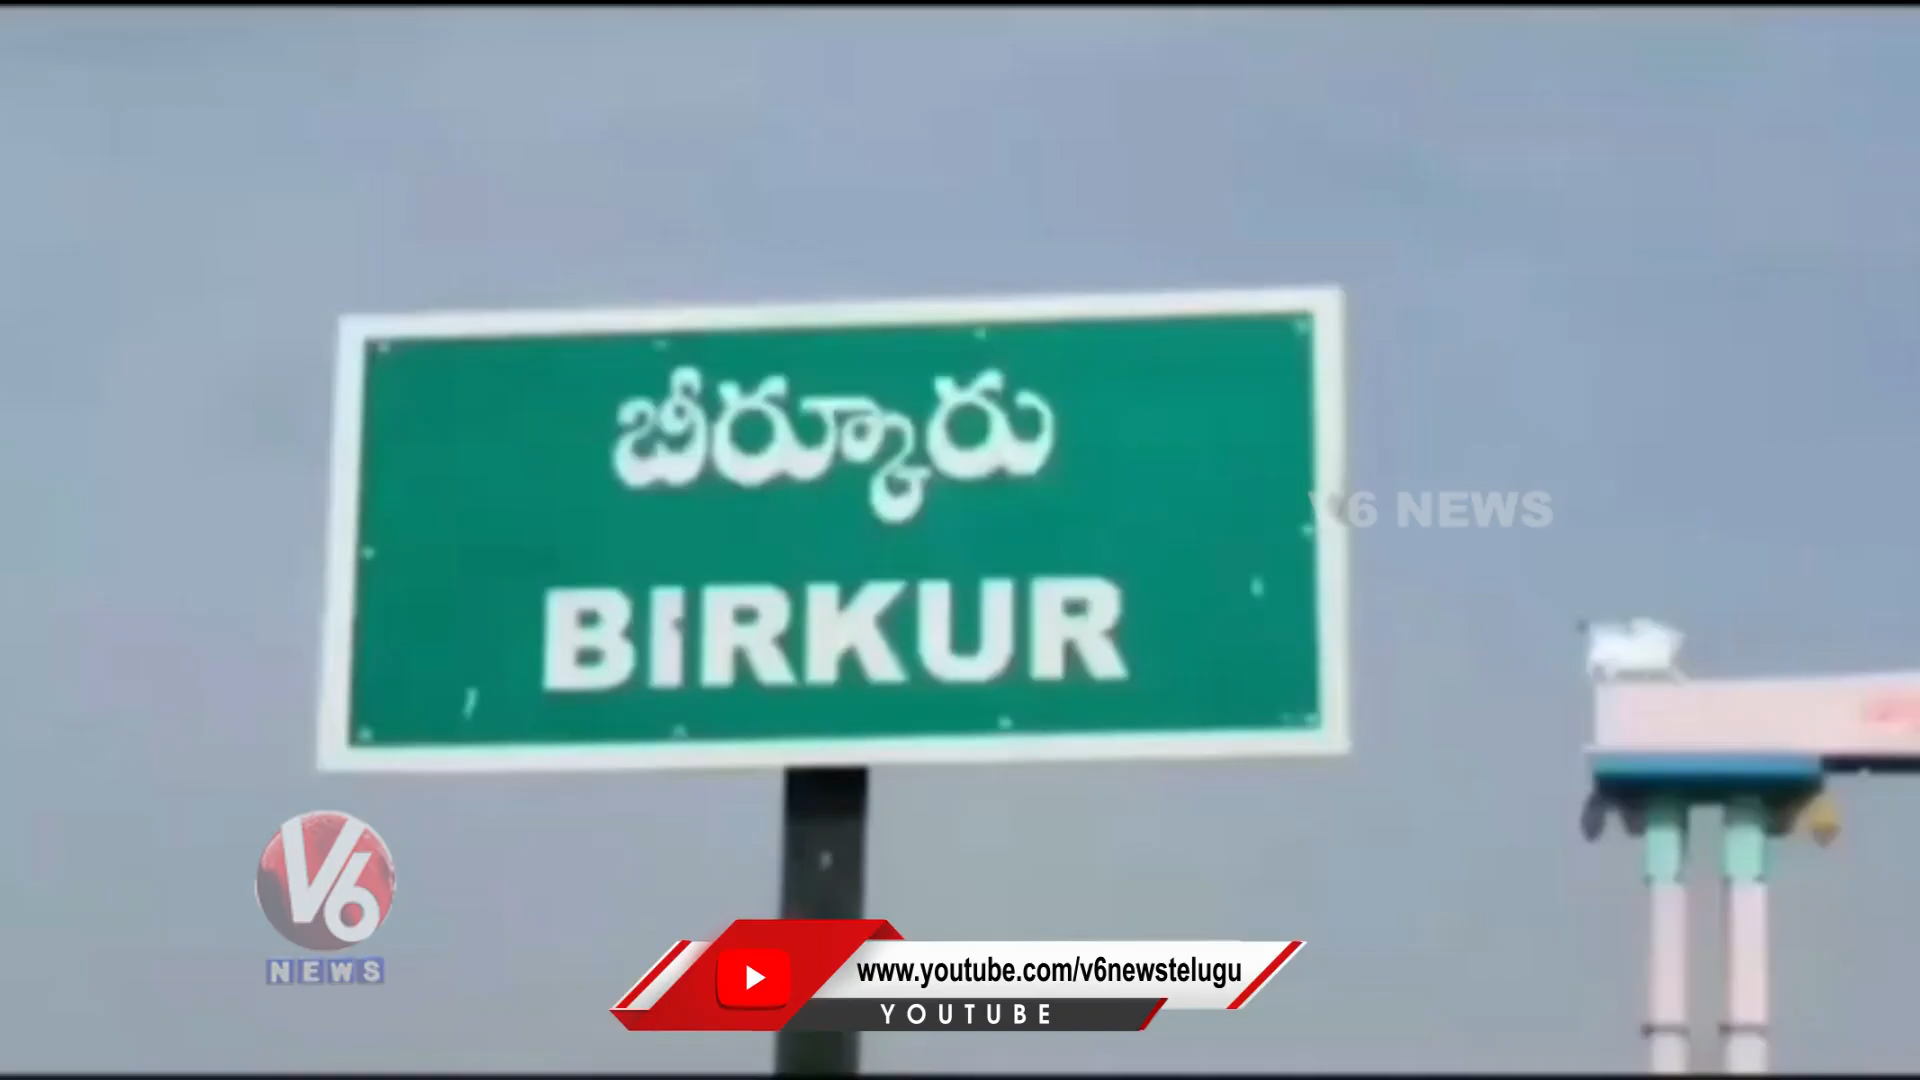 బీర్కూరు
BIRKUR
V6 NEWS
V6
NEWS
www.youtube.com/v6newstelugu
YOUTUBE